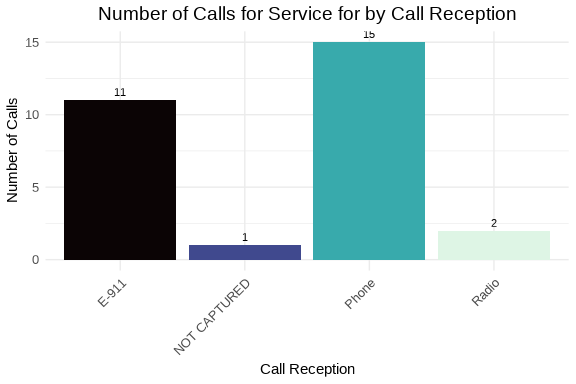 Number of Calls for Service for by Call Reception
Number of Calls
15
10
5
0
11
1
15
2
E-911
NOT CAPTURED
Phone
Radio
Call Reception